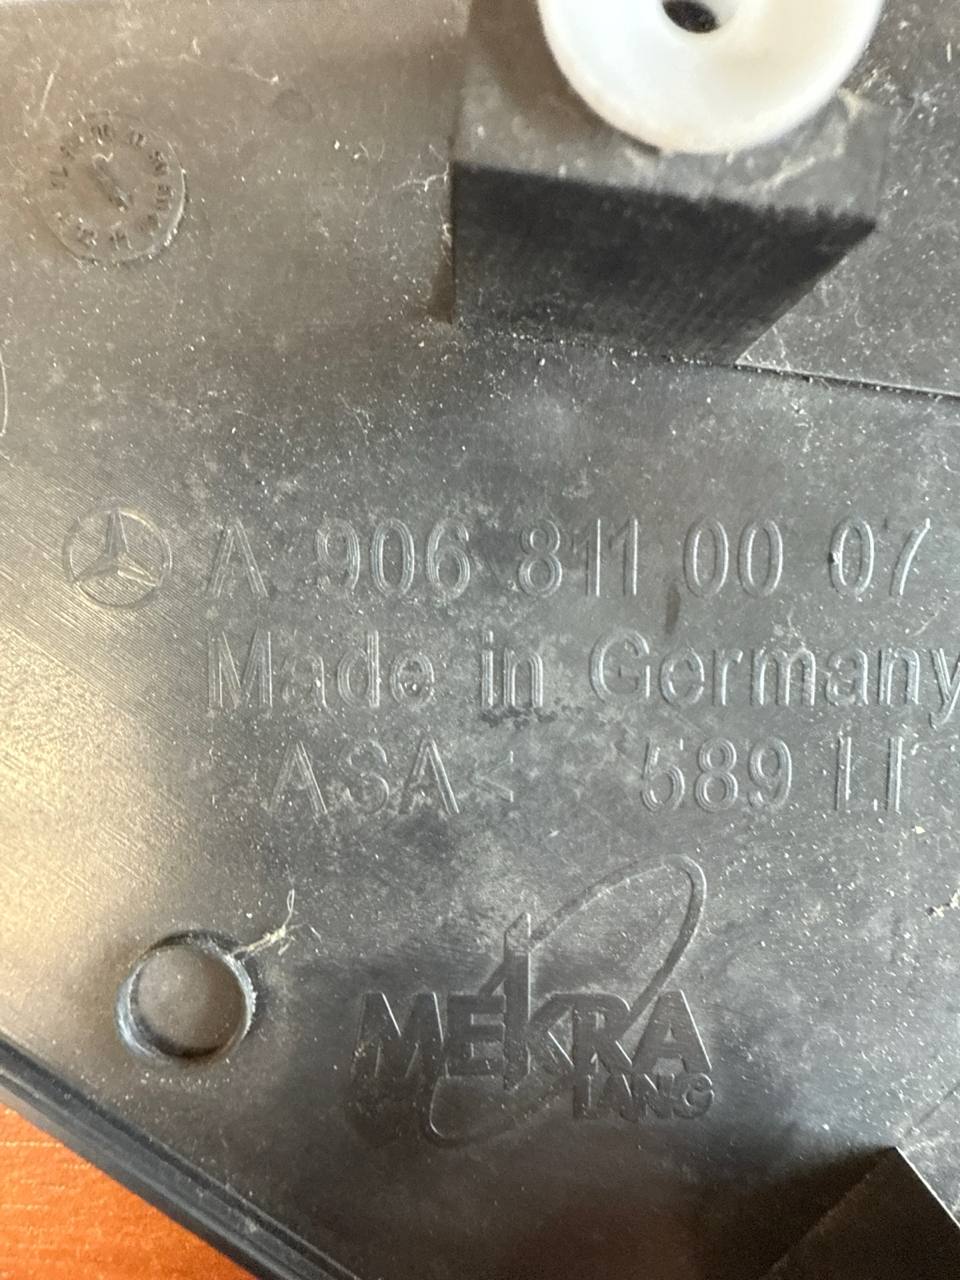 A 906 811 00 07
Made in Germany
ASA< 589 LI
MEKRA
LANG